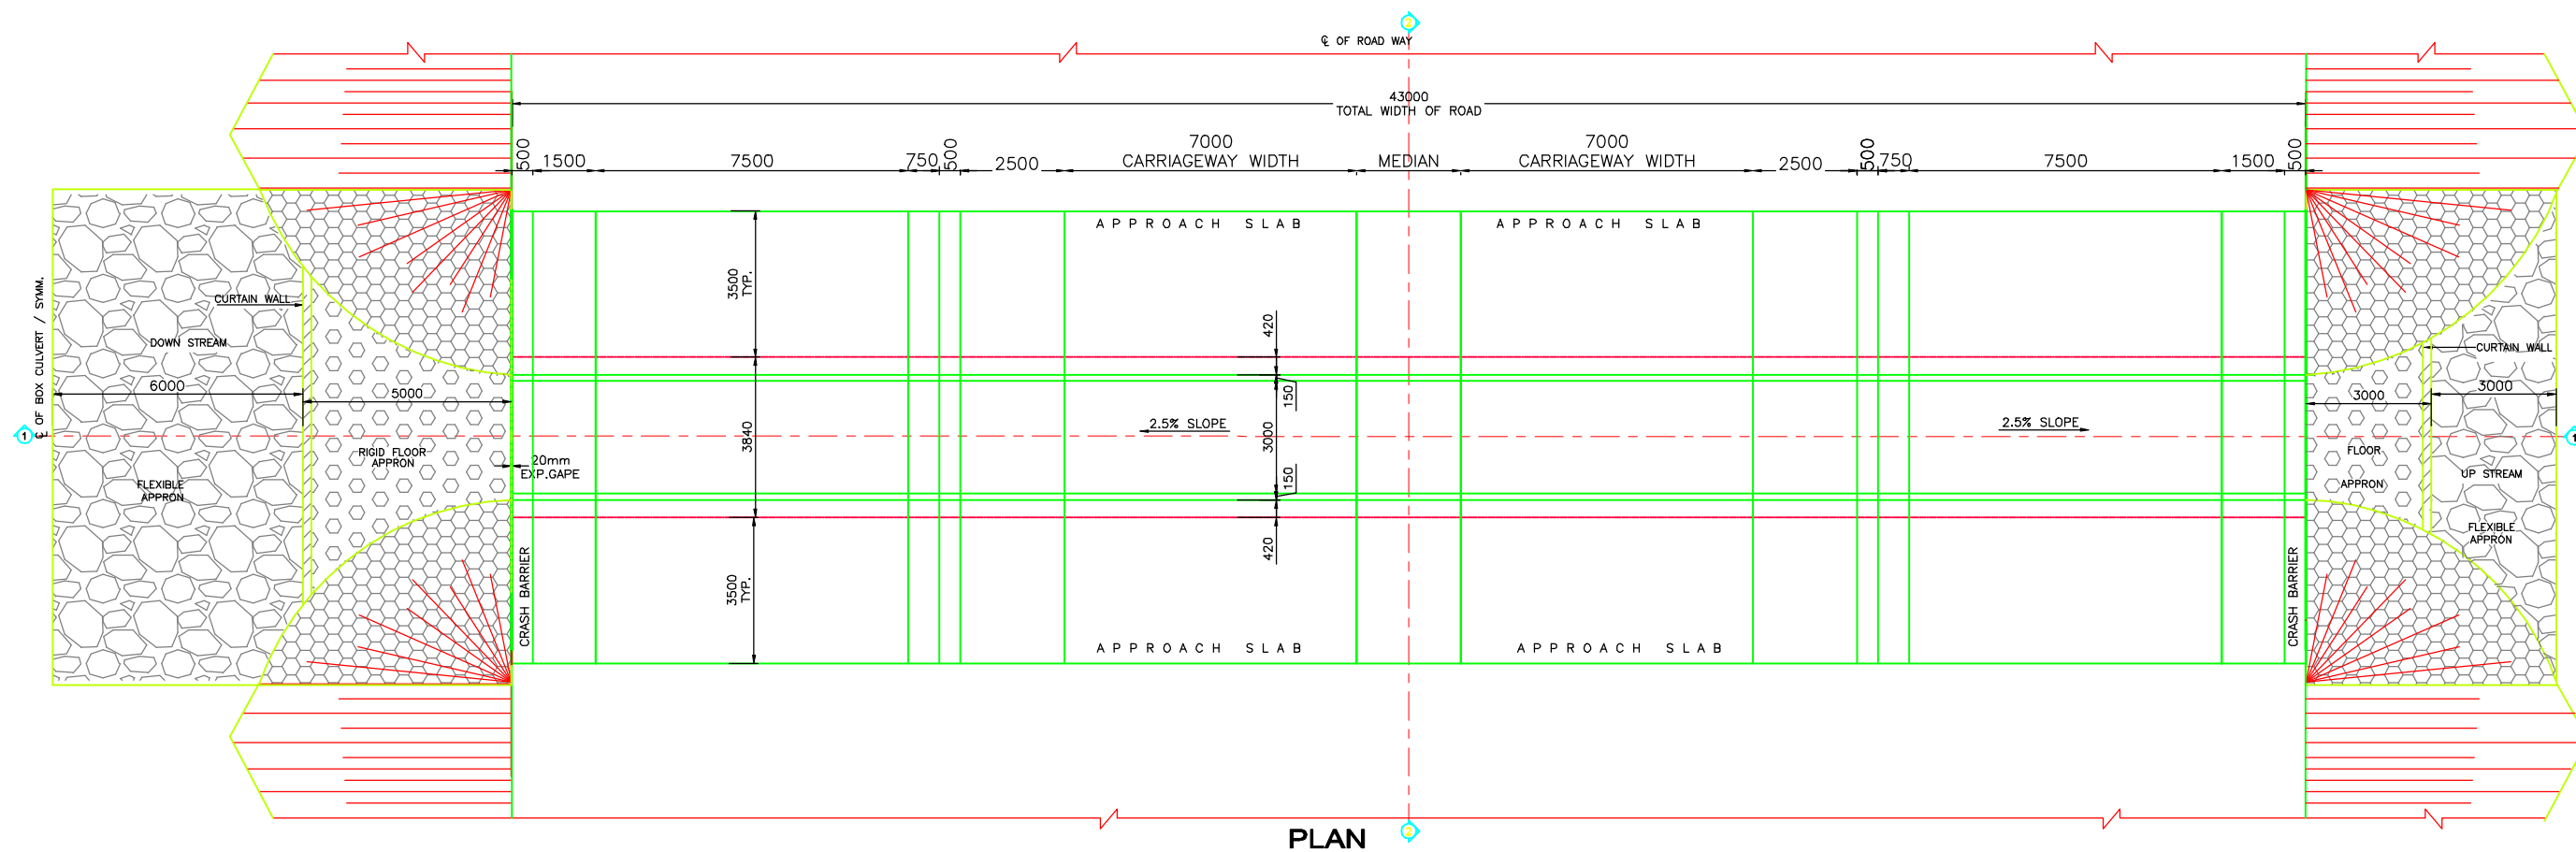 2
℄ OF ROAD WAY
43000
TOTAL WIDTH OF ROAD
500
1500
7500
750
500
2500
7000
CARRIAGEWAY WIDTH
MEDIAN
7000
CARRIAGEWAY WIDTH
2500
500
750
7500
1500
500
APPROACH SLAB
APPROACH SLAB
3500
TYP.
420
150
3000
150
420
3840
3500
TYP.
℄ OF BOX CULVERT / SYMM.
1
CURTAIN WALL
DOWN STREAM
6000
5000
RIGID FLOOR
APPRON
FLEXIBLE
APPRON
20mm
EXP.GAPE
2.5% SLOPE
2.5% SLOPE
CURTAIN WALL
3000
3000
FLOOR
APPRON
UP STREAM
FLEXIBLE
APPRON
1
CRASH BARRIER
CRASH BARRIER
APPROACH SLAB
APPROACH SLAB
2
PLAN